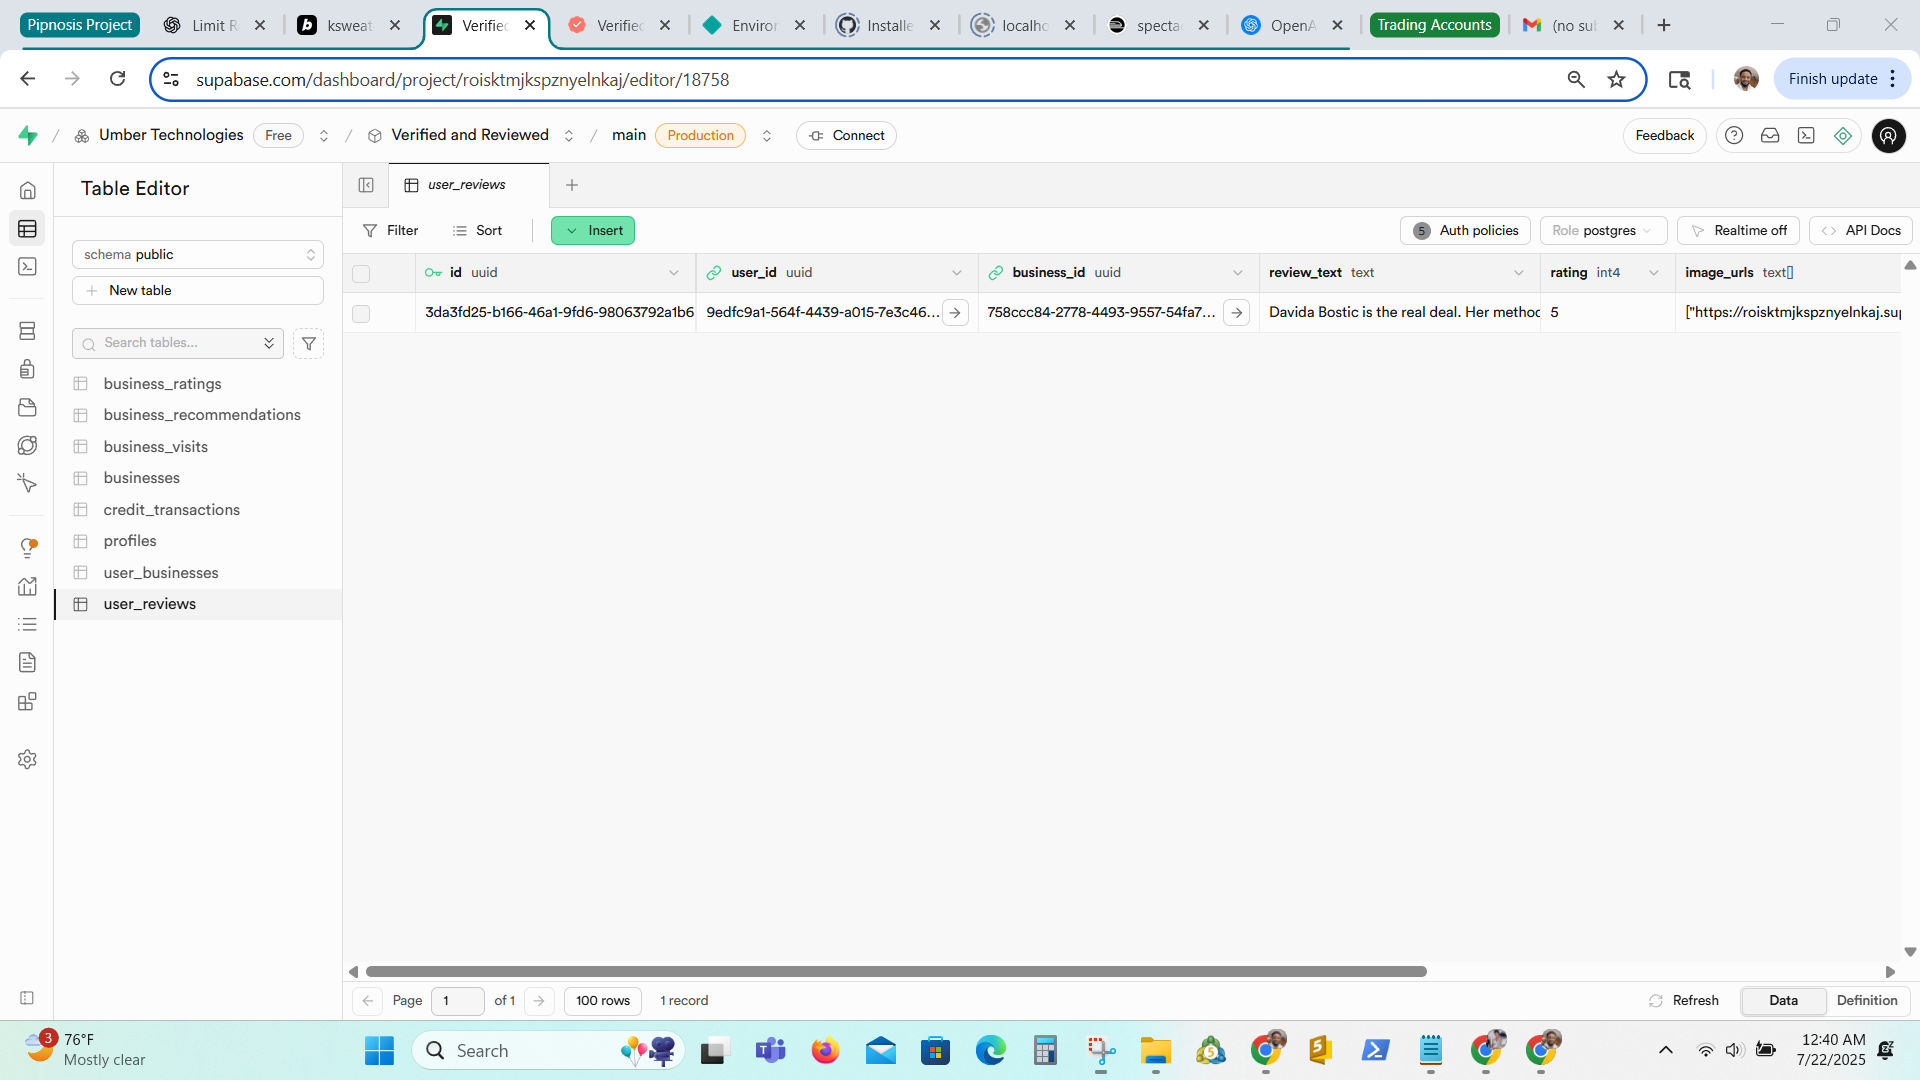 Pipnosis Project
Limit R
ksweat
Verified
Verified
Enviror
Installe
localho
specta
OpenA
Trading Accounts
(no sub
supabase.com/dashboard/project/roisktmjkspznyelnkaj/editor/18758
Finish update
Umber Technologies Free
Verified and Reviewed
main Production
Connect
Feedback
Table Editor
user_reviews
Filter
Sort
Insert
5 Auth policies
Role postgres
Realtime off
API Docs
schema public
New table
Search tables...
business_ratings
business_recommendations
business_visits
businesses
credit_transactions
profiles
user_businesses
user_reviews
id uuid
user_id uuid
business_id uuid
review_text text
rating int4
image_urls text[]
3da3fd25-b166-46a1-9fd6-98063792a1b6
9edfc9a1-564f-4439-a015-7e3c46...
758ccc84-2778-4493-9557-54fa7...
Davida Bostic is the real deal. Her methoc
5
["https://roisktmjkspznyelnkaj.sup
Page 1 of 1
100 rows
1 record
Refresh
Data
Definition
3
76°F
Mostly clear
Search
12:40 AM
7/22/2025